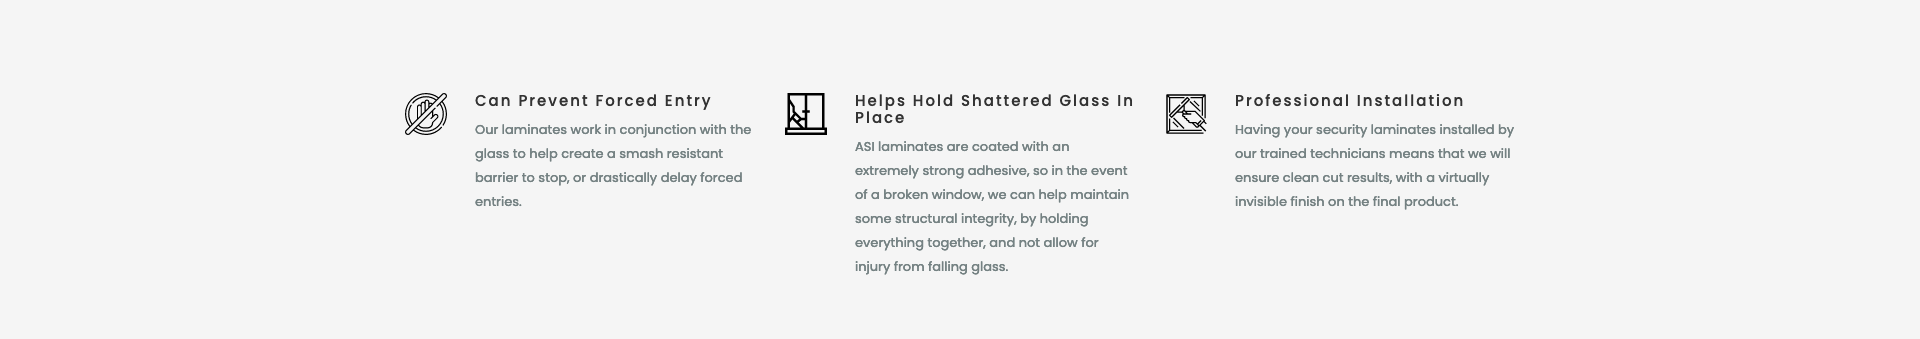 Can Prevent Forced Entry
Our laminates work in conjunction with the
glass to help create a smash resistant
barrier to stop, or drastically delay forced
entries.
Helps Hold Shattered Glass In
Place
ASI laminates are coated with an
extremely strong adhesive, so in the event
of a broken window, we can help maintain
some structural integrity, by holding
everything together, and not allow for
injury from falling glass.
Professional Installation
Having your security laminates installed by
our trained technicians means that we will
ensure clean cut results, with a virtually
invisible finish on the final product.